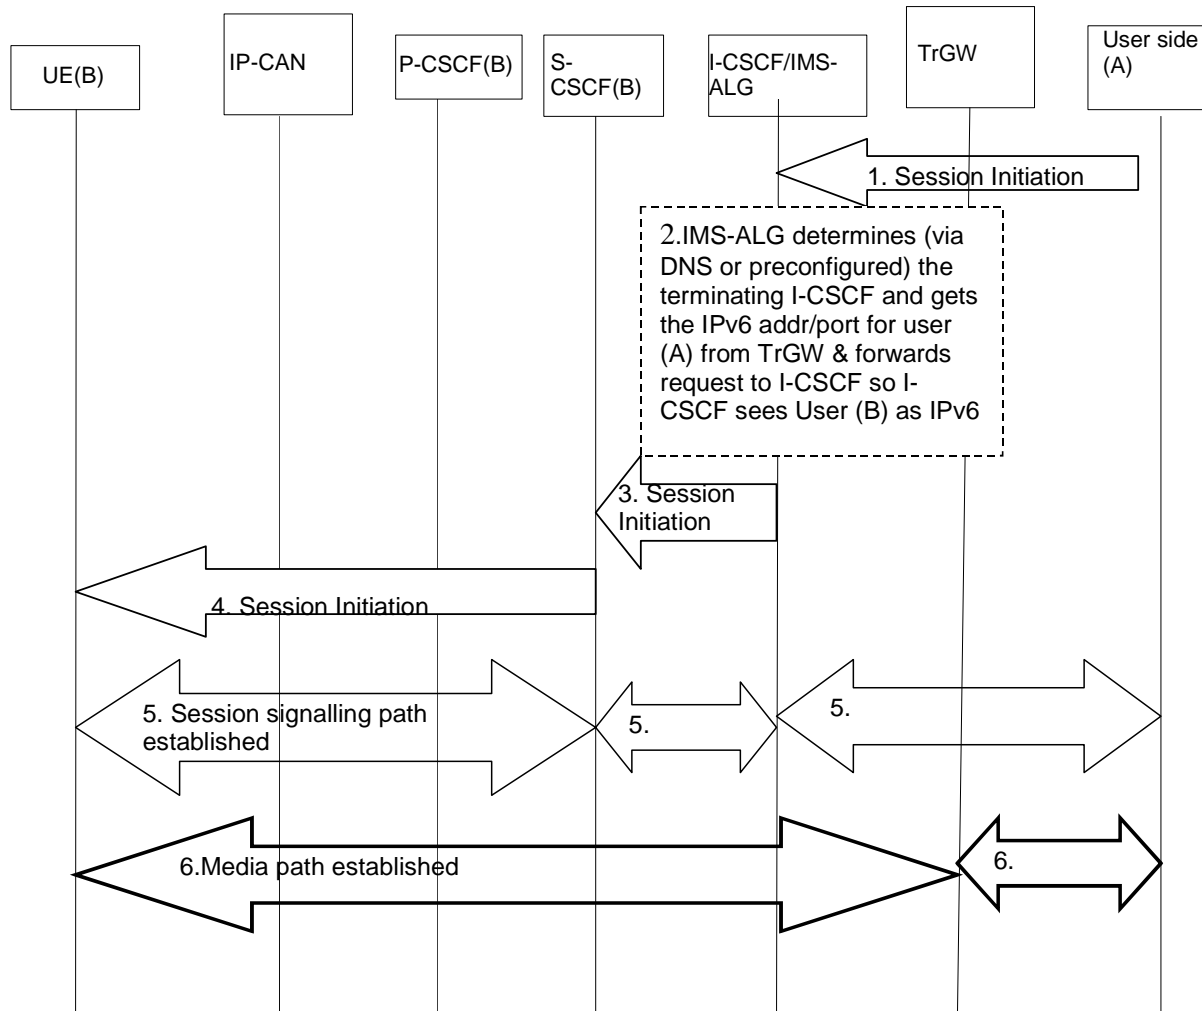 UE(B)
IP-CAN
P-CSCF(B)
S-
CSCF(B)
I-CSCF/IMS-
ALG
TrGW
User side
(A)
1. Session Initiation
2.IMS-ALG determines (via
DNS or preconfigured) the
terminating I-CSCF and gets
the IPv6 addr/port for user
(A) from TrGW & forwards
request to I-CSCF so I-
CSCF sees User (B) as IPv6
3. Session
Initiation
4. Session Initiation
5. Session signalling path
established
5.
5.
6.Media path established
6.